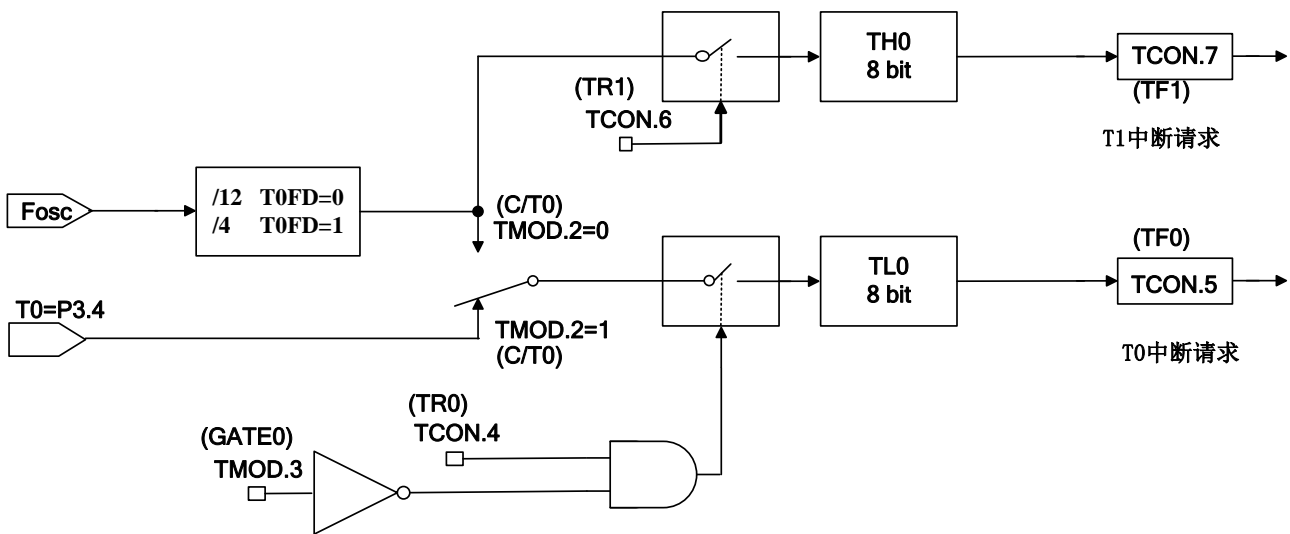 TH0
8 bit
TCON.7
(TF1)
T1中断请求
(TR1)
TCON.6
Fosc
/12 T0FD=0
/4 T0FD=1
(C/T0)
TMOD.2=0
TL0
8 bit
(TF0)
TCON.5
T0中断请求
T0=P3.4
TMOD.2=1
(C/T0)
(TR0)
TCON.4
(GATE0)
TMOD.3